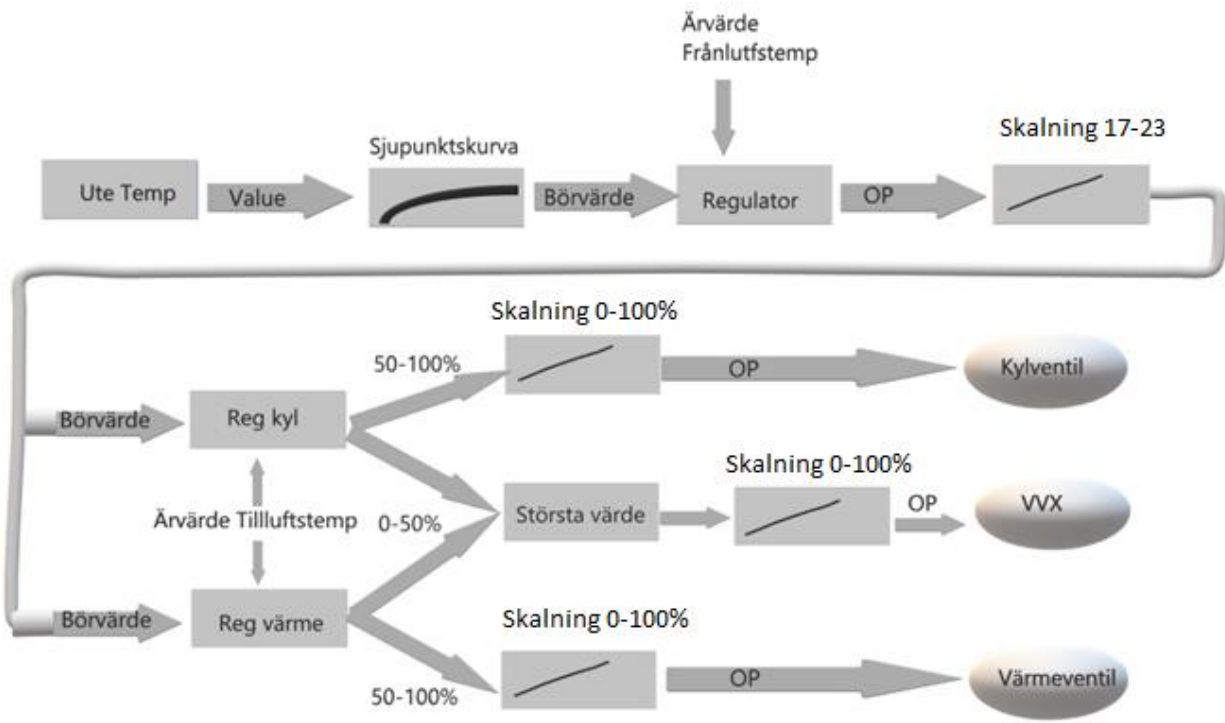 Ärvärde
Frånlutfstemp
Skalning 17-23
Sjupunktskurva
Ute Temp
Value
Börvärde
Regulator
OP
Skalning 0-100%
50-100%
OP
Kylventil
Börvärde
Reg kyl
Skalning 0-100%
Ärvärde Tillluftstemp
0-50%
Största värde
OP
VVX
Börvärde
Reg värme
Skalning 0-100%
50-100%
OP
Värmeventil